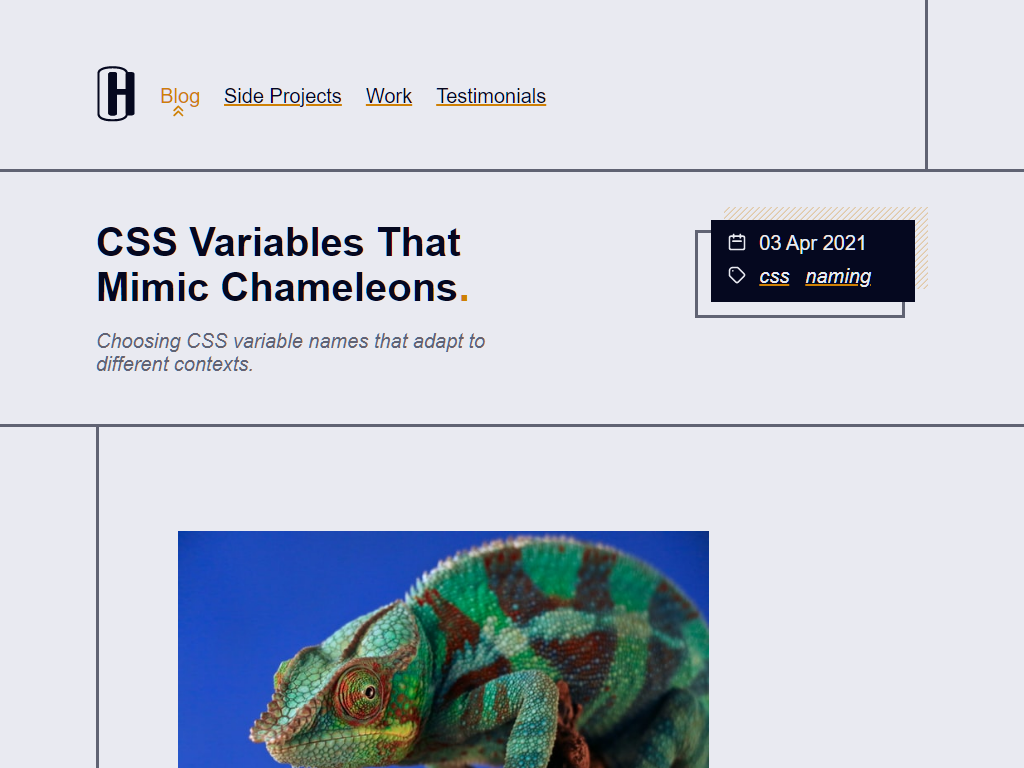 H
Blog Side Projects Work Testimonials
CSS Variables That
Mimic Chameleons.
03 Apr 2021
css naming
Choosing CSS variable names that adapt to
different contexts.